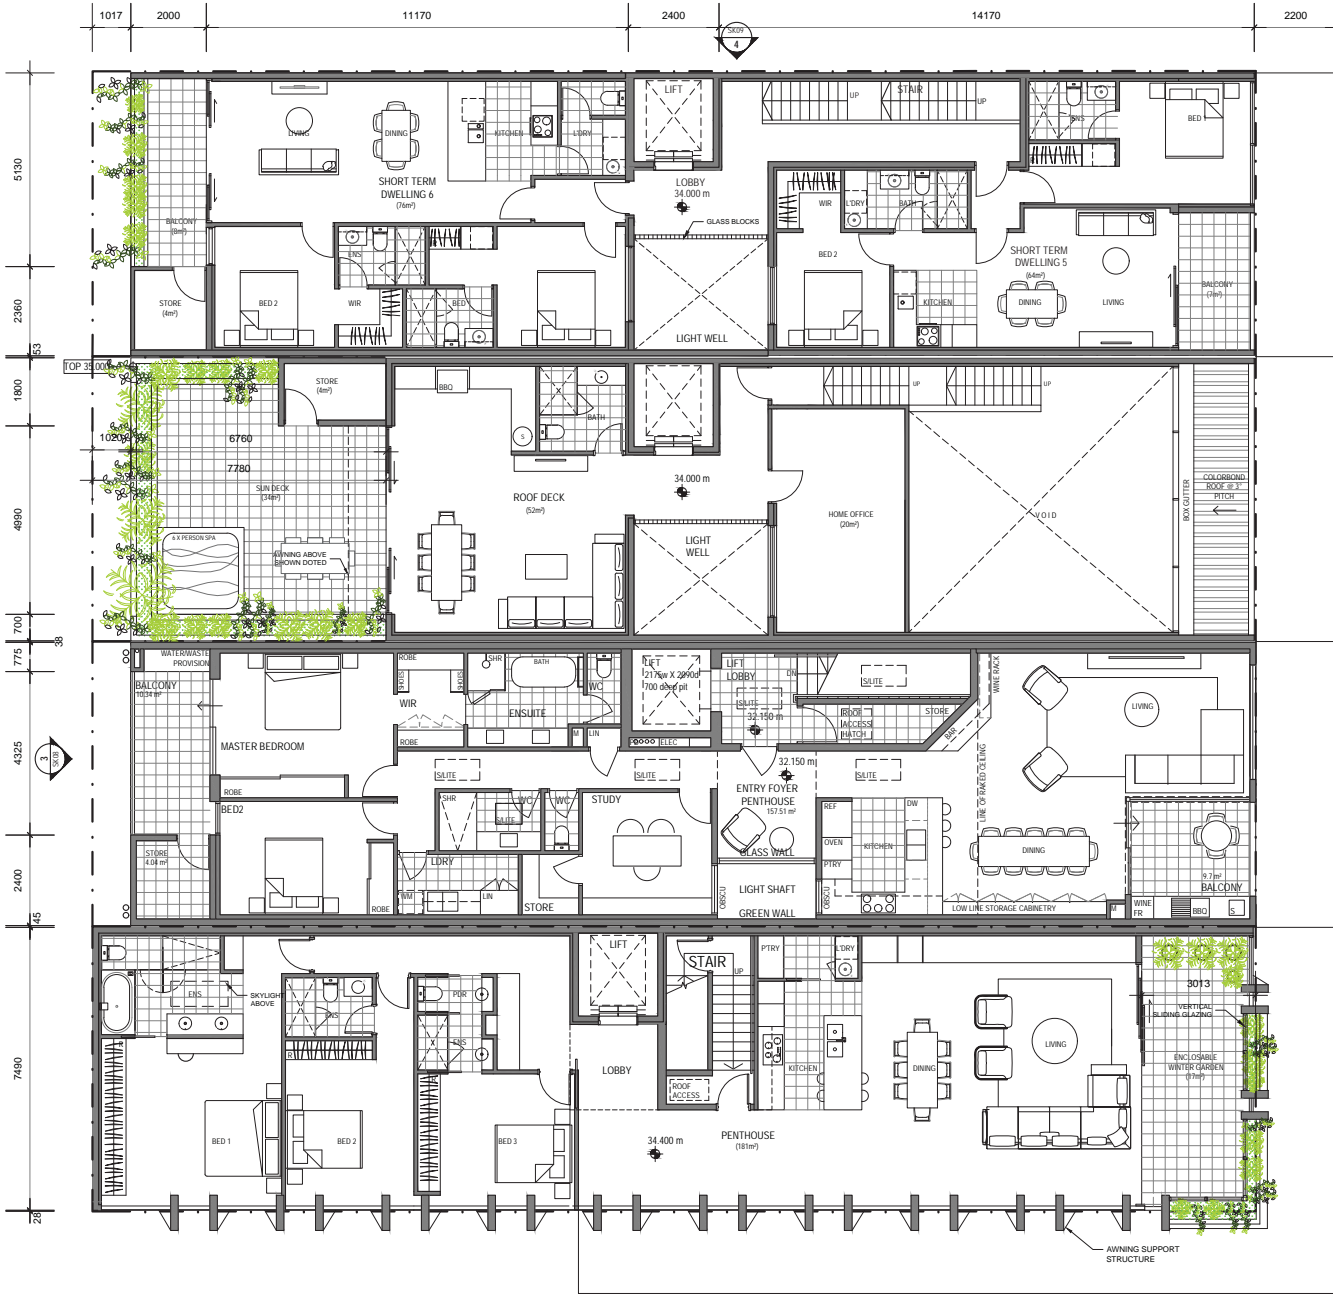 1017
2000
11170
2400
14170
2200
SK09
4
5130
2360
53
1800
4990
700
38
775
4325
2400
45
7490
28
3
SK08
LIVING
DINING
KITCHEN
L'DRY
LIFT
STAIR
UP
UP
ENS
BED 1
SHORT TERM
DWELLING 6
(76m²)
LOBBY
34.000 m
GLASS BLOCKS
WIR
L'DRY
BATH
BALCONY
(8m²)
STORE
(4m²)
BED 2
ENS
WIR
BED
LIGHT WELL
BED 2
KITCHEN
SHORT TERM
DWELLING 5
(64m²)
DINING
LIVING
BALCONY
(7m²)
TOP 35.000
STORE
(4m²)
BBQ
BATH
S
UP
UP
1020
6760
7780
SUN DECK
(34m²)
6 X PERSON SPA
AWNING ABOVE
SHOWN DOTED
ROOF DECK
(52m²)
34.000 m
LIGHT
WELL
HOME OFFICE
(20m²)
VOID
BOX GUTTER
COLORBOND
ROOF @ 3°
PITCH
WATER/WASTE
PROVISION
BALCONY
10.34 m²
MASTER BEDROOM
ROBE
ROBE
SHOES
SHOES
WIR
ROBE
SHR
BATH
ENSUITE
WC
M
LIN
ELEC
LIFT
2175w X 2090d
700 deep pit
LIFT
LOBBY
S/LITE
32.150 m
DN
S/LITE
ROOF
ACCESS
HATCH
STORE
BAR
WINE RACK
LINE OF RAKED CEILING
LIVING
S/LITE
S/LITE
S/LITE
32.150 m
ENTRY FOYER
PENTHOUSE
157.51 m²
GLASS WALL
LIGHT SHAFT
GREEN WALL
OBSCU
OBSCU
BED2
ROBE
STORE
4.04 m²
SHR
S/LITE
WC
WC
STUDY
LDRY
WM
LIN
STORE
REF
OVEN
PTRY
KITCHEN
DW
DINING
LOW LINE STORAGE CABINETRY
M
WINE
FR
BBQ
S
9.7 m²
BALCONY
ENS
SKYLIGHT
ABOVE
ENS
PDR
ENS
R
R
BED 1
BED 2
BED 3
LIFT
LOBBY
34.400 m
STAIR
UP
ROOF
ACCESS
P'TRY
L'DRY
KITCHEN
DINING
LIVING
PENTHOUSE
(181m²)
3013
VERTICAL
SLIDING GLAZING
ENCLOSABLE
WINTER GARDEN
(37m²)
AWNING SUPPORT
STRUCTURE